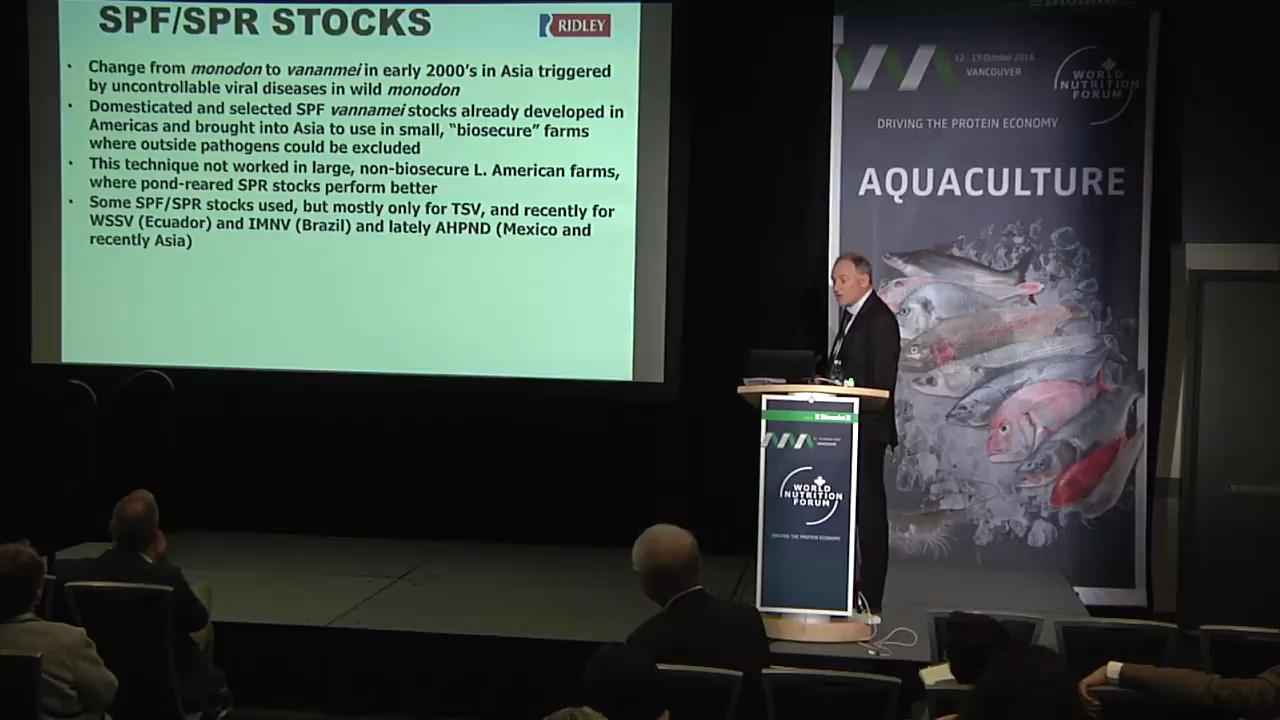 SPF/SPR STOCKS
RIDLEY
• Change from monodon to vananmei in early 2000's in Asia triggered
by uncontrollable viral diseases in wild monodon
• Domesticated and selected SPF vannamei stocks already developed in
Americas and brought into Asia to use in small, "biosecure" farms
where outside pathogens could be excluded
• This technique not worked in large, non-biosecure L. American farms,
where pond-reared SPR stocks perform better
• Some SPF/SPR stocks used, but mostly only for TSV, and recently for
WSSV (Ecuador) and IMNV (Brazil) and lately AHPND (Mexico and
recently Asia)
12 - 15 October 2016
VANCOUVER
WORLD
NUTRITION
FORUM
DRIVING THE PROTEIN ECONOMY
AQUACULTURE
VANCOUVER
WORLD
NUTRITION
FORUM
DRIVING THE PROTEIN ECONOMY